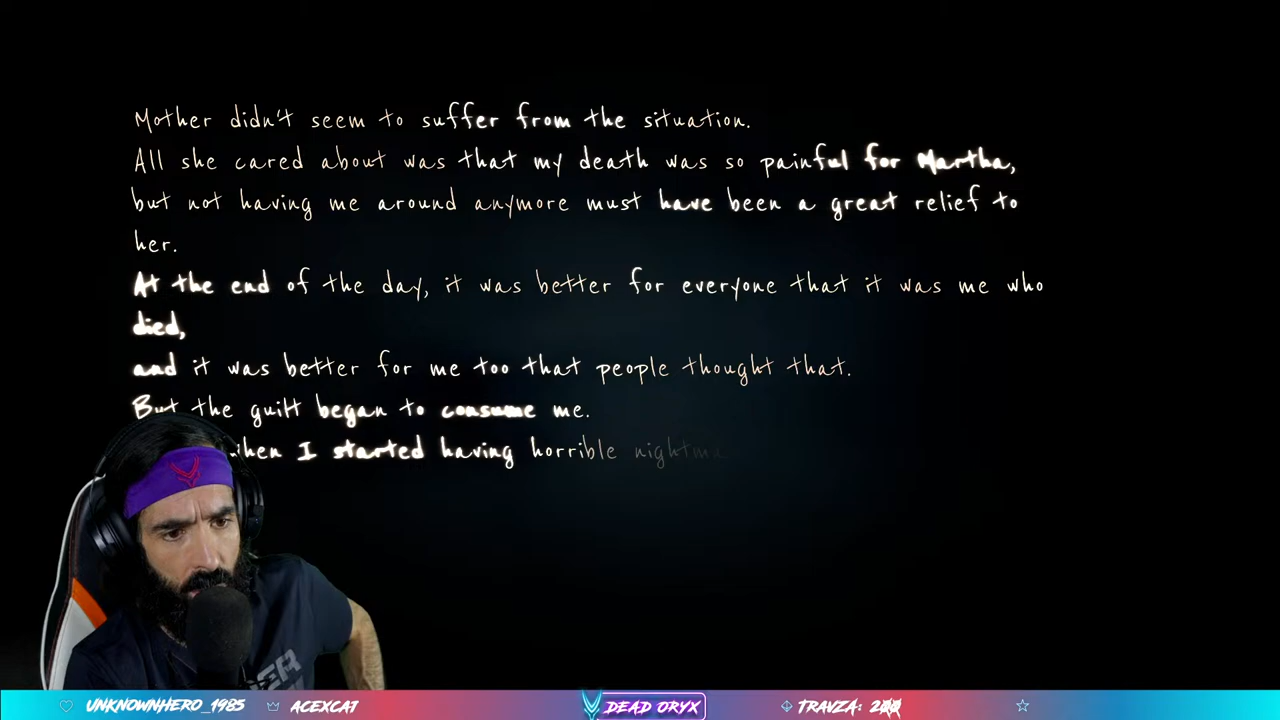 Mother didn't seem to suffer from the situation.
All she cared about was that my death was so painful for Martha,
but not having me around anymore must have been a great relief to
her.
At the end of the day, it was better for everyone that it was me who
died,
and it was better for me too that people thought that.
But the guilt began to consume me.
when I started having horrible
UNKNOWNHERO_1985
ACEXCAT
DEAD ORYX
TRAVZA: 200